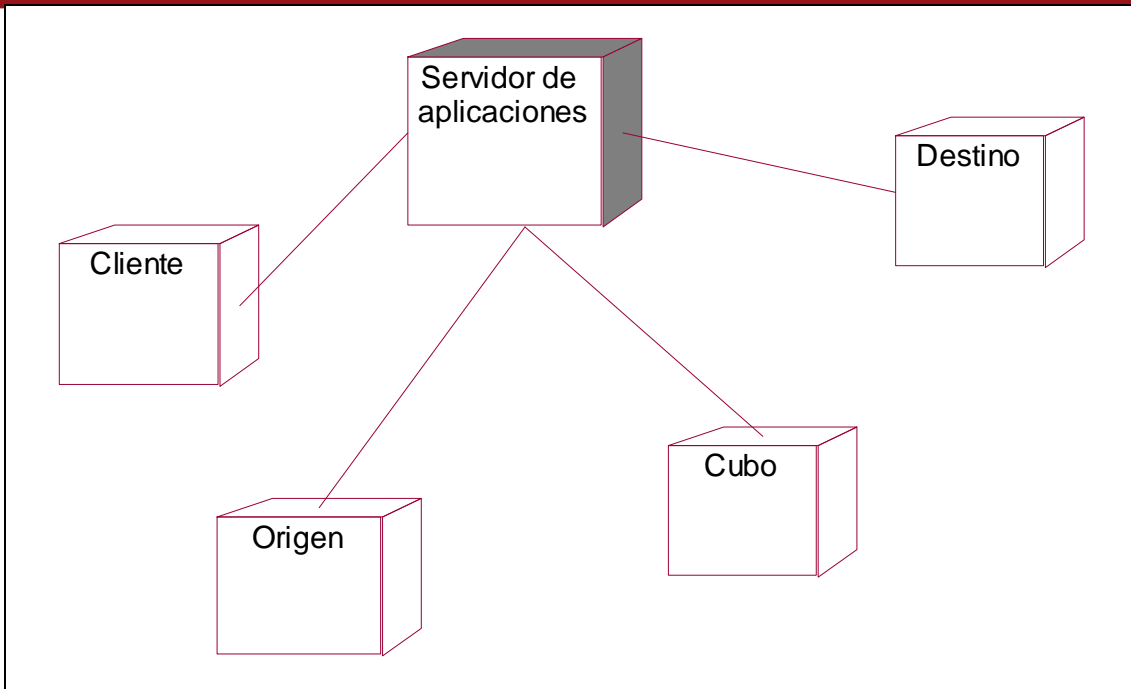 Servidor de
aplicaciones
Destino
Cliente
Cubo
Origen